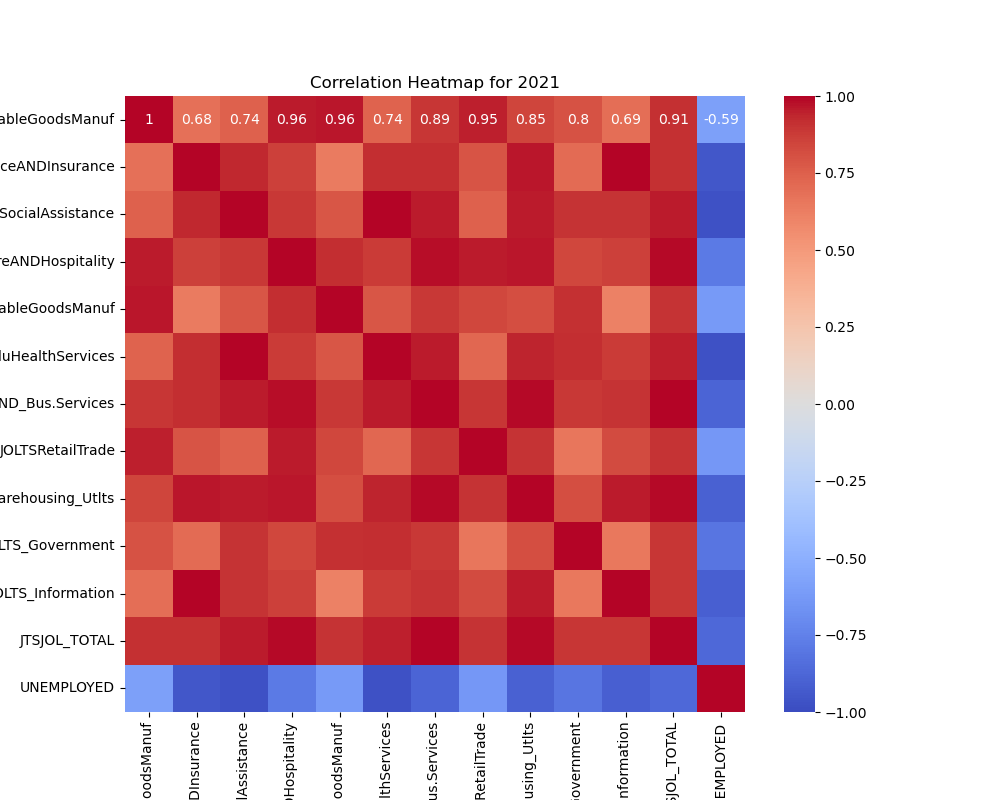 Correlation Heatmap for 2021
ableGoodsManuf 1 0.68 0.74 0.96 0.96 0.74 0.89 0.95 0.85 0.8 0.69 0.91 -0.59
ceANDInsurance
SocialAssistance
reANDHospitality
ableGoodsManuf
uHealthServices
ND_Bus.Services
JOLTSRetailTrade
arehousing_Utlts
LTS_Government
OLTS_Information
JTSJOL_TOTAL
UNEMPLOYED
oodsManuf
DInsurance
lAssistance
Hospitality
oodsManuf
lthServices
us.Services
RetailTrade
using_Utlts
Government
nformation
SJOL_TOTAL
EMPLOYED
1.00
0.75
0.50
0.25
0.00
−0.25
−0.50
−0.75
−1.00